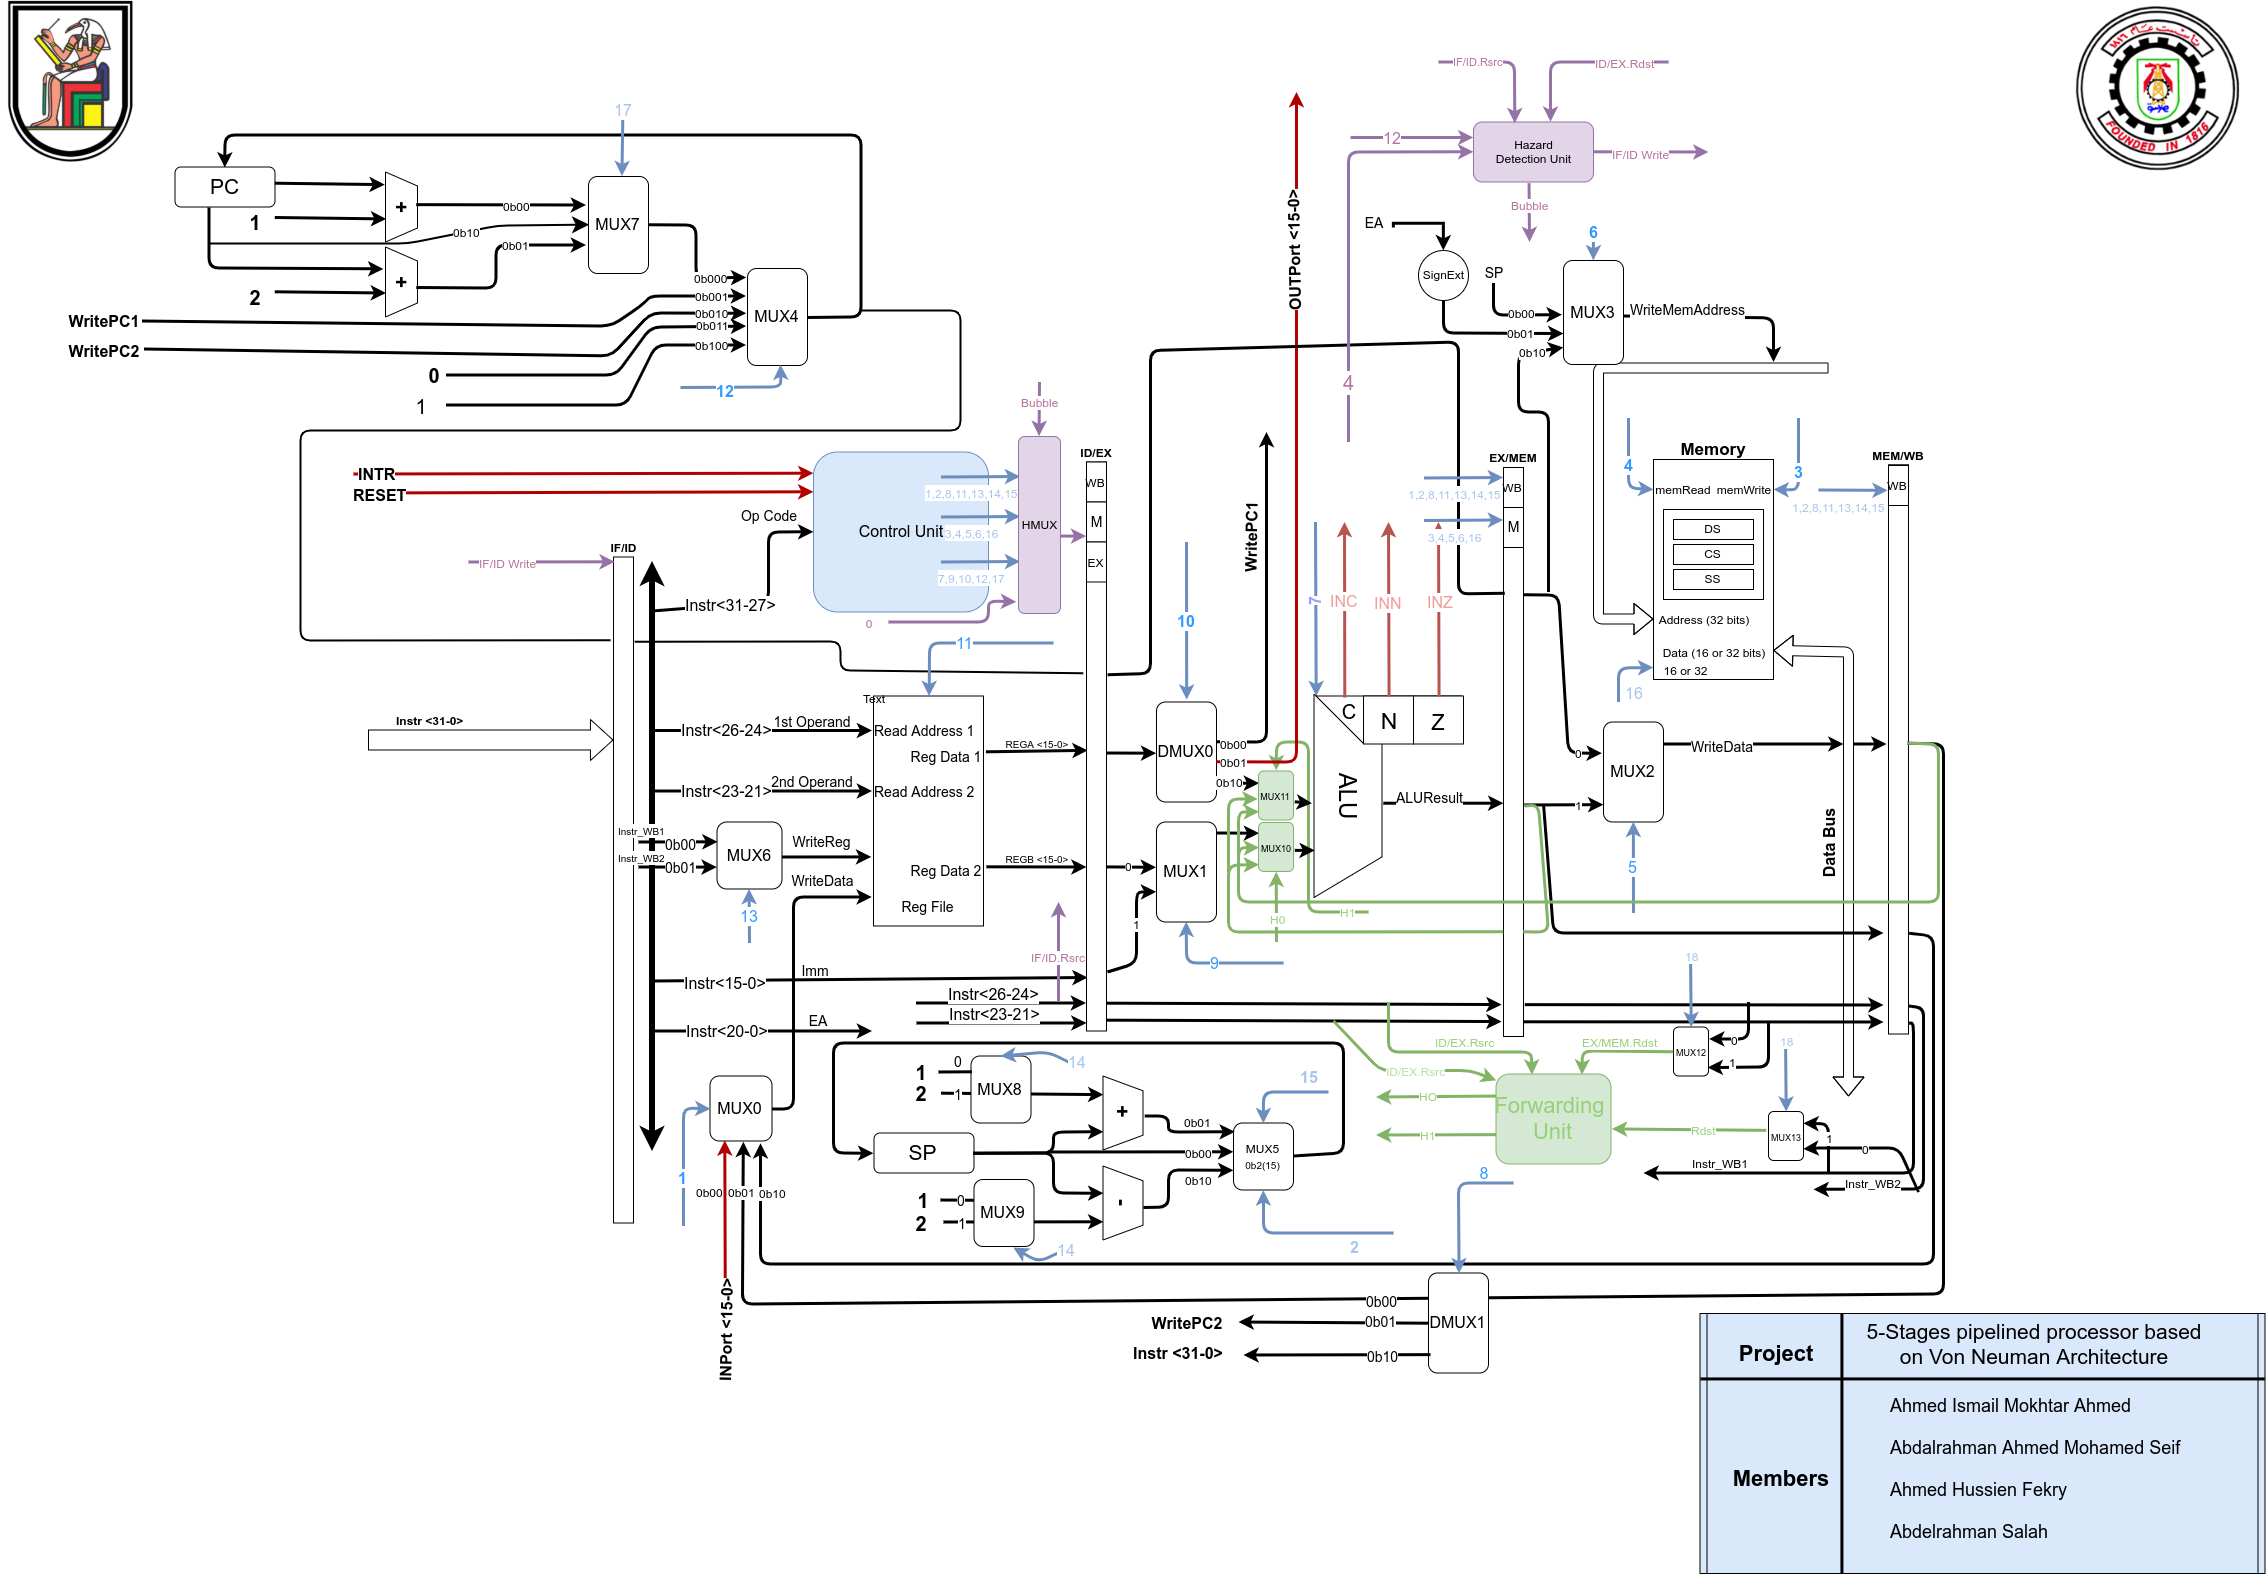 IF/ID.Rsrc
ID/EX.Rdst
17
12
Hazard
Detection Unit
IF/ID Write
Bubble
PC
1
+
0b00
0b10
0b01
MUX7
+
2
OUTPort <15-0>
EA
SignExt
SP
6
0b00
0b01
0b10
MUX3
WriteMemAddress
WritePC1
WritePC2
0
1
0b000
0b001
0b010
0b011
0b100
MUX4
12
4
Bubble
INTR
RESET
Op Code
Control Unit
1,2,8,11,13,14,15
3,4,5,6,16
7,9,10,12,17
HMUX
0
ID/EX
WB
M
EX
WritePC1
EX/MEM
1,2,8,11,13,14,15
WB
3,4,5,6,16
M
Memory
4
3
memRead
memWrite
DS
CS
SS
Address (32 bits)
Data (16 or 32 bits)
16 or 32
16
MEM/WB
WB
1,2,8,11,13,14,15
IF/ID Write
IF/ID
Instr<31-27>
11
10
7
INC
INN
INZ
Instr <31-0>
Text
Instr<26-24>
1st Operand
Read Address 1
Reg Data 1
REGA <15-0>
Instr<23-21>
2nd Operand
Read Address 2
Instr_WB1
0b00
Instr_WB2
0b01
MUX6
WriteReg
13
WriteData
Reg Data 2
REGB <15-0>
Reg File
DMUX0
0b00
0b01
0b10
MUX11
MUX10
C
N
Z
ALU
ALUResult
0
1
MUX2
WriteData
5
Data Bus
0
1
MUX1
9
H0
H1
Instr<15-0>
Imm
IF/ID.Rsrc
Instr<26-24>
Instr<23-21>
Instr<20-0>
EA
18
MUX12
0
1
18
MUX13
1
0
ID/EX.Rsrc
ID/EX.Rsrc
EX/MEM.Rdst
Forwarding
Unit
HO
H1
Rdst
Instr_WB1
Instr_WB2
MUX0
1
0b00
0b01
0b10
INPort <15-0>
1
0
2
1
MUX8
14
+
SP
0b01
0b00
0b10
MUX5
0b2(15)
15
2
1
0
2
1
MUX9
14
-
8
DMUX1
0b00
0b01
0b10
WritePC2
Instr <31-0>
Project
5-Stages pipelined processor based
on Von Neuman Architecture
Members
Ahmed Ismail Mokhtar Ahmed
Abdalrahman Ahmed Mohamed Seif
Ahmed Hussien Fekry
Abdelrahman Salah
FOUNDED IN 1816